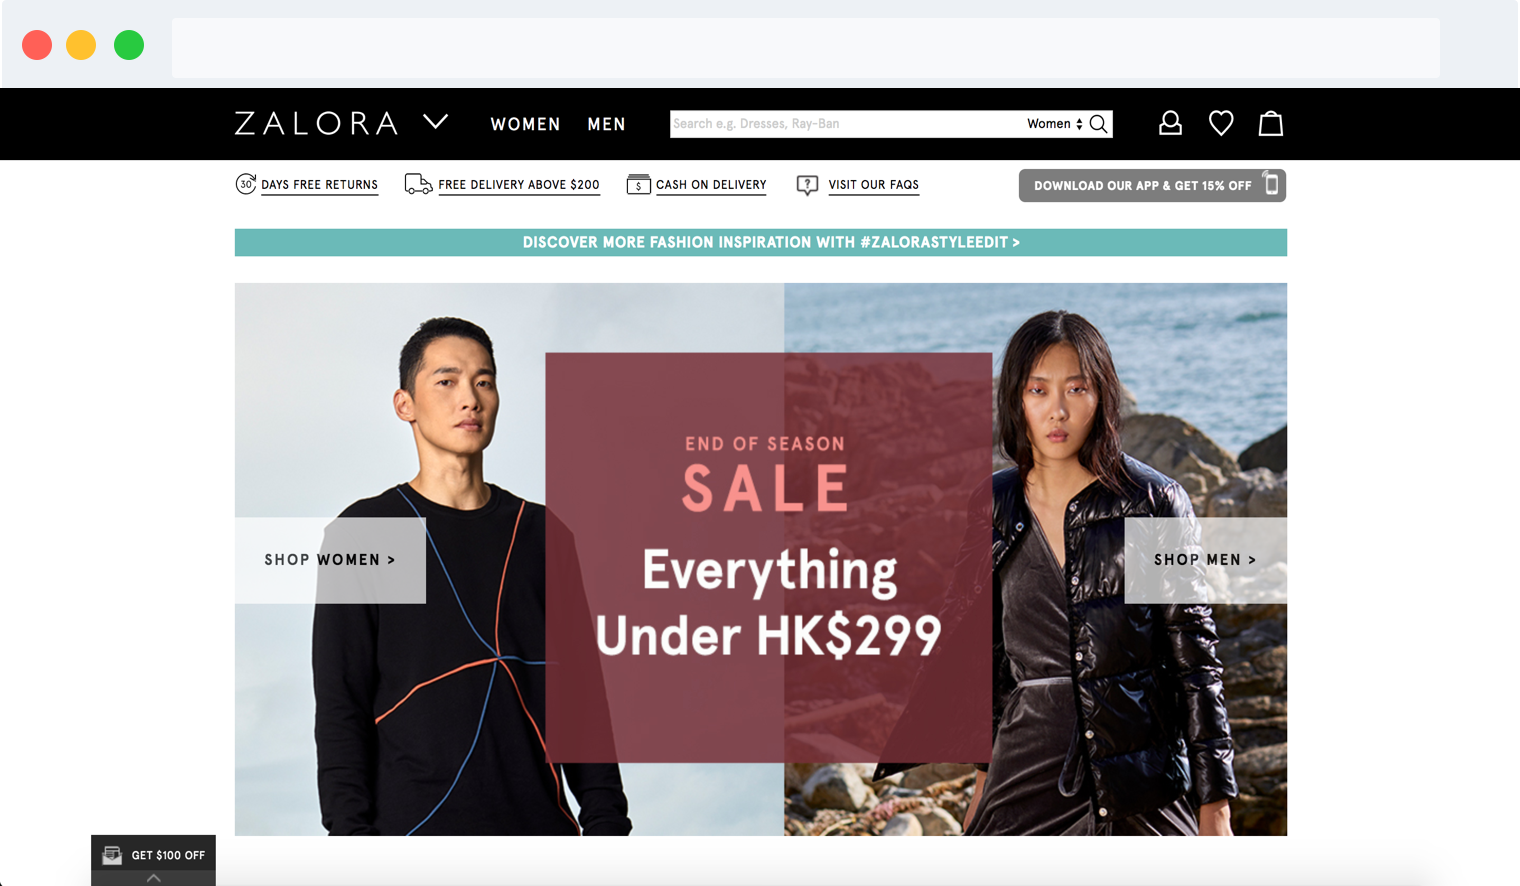 ZALORA
WOMEN MEN
Search e.g. Dresses, Ray-Ban
Women
30 DAYS FREE RETURNS
FREE DELIVERY ABOVE $200
$ CASH ON DELIVERY
? VISIT OUR FAQS
DOWNLOAD OUR APP & GET 15% OFF
DISCOVER MORE FASHION INSPIRATION WITH #ZALORASTYLEEDIT >
END OF SEASON
SALE
Everything
Under HK$299
SHOP WOMEN >
SHOP MEN >
GET $100 OFF